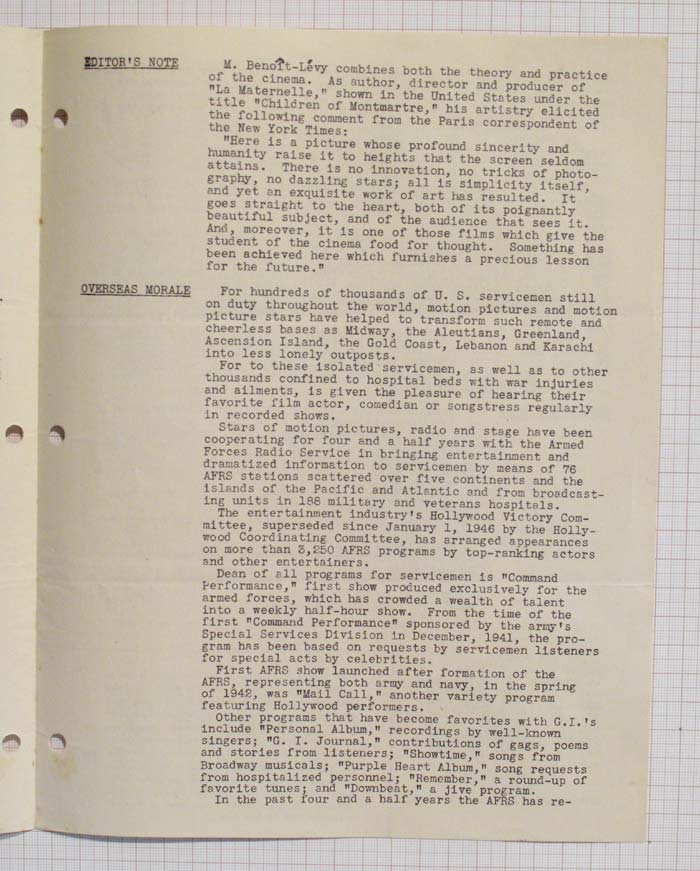 EDITOR'S NOTE
M. Benoît-Lévy combines both the theory and practice
of the cinema. As author, director and producer of
"La Maternelle," shown in the United States under the
title "Children of Montmartre," his artistry elicited
the following comment from the Paris correspondent of
the New York Times:
"Here is a picture whose profound sincerity and
humanity raise it to heights that the screen seldom
attains. There is no innovation, no tricks of photo-
graphy, no dazzling stars; all is simplicity itself,
and yet an exquisite work of art has resulted. It
goes straight to the heart, both of its poignantly
beautiful subject, and of the audience that sees it.
And, moreover, it is one of those films which give the
student of the cinema food for thought. Something has
been achieved here which furnishes a precious lesson
for the future."
OVERSEAS MORALE
For hundreds of thousands of U. S. servicemen still
on duty throughout the world, motion pictures and motion
picture stars have helped to transform such remote and
cheerless bases as Midway, the Aleutians, Greenland,
Ascension Island, the Gold Coast, Lebanon and Karachi
into less lonely outposts.
For to these isolated servicemen, as well as to other
thousands confined to hospital beds with war injuries
and ailments, is given the pleasure of hearing their
favorite film actor, comedian or songstress regularly
in recorded shows.
Stars of motion pictures, radio and stage have been
cooperating for four and a half years with the Armed
Forces Radio Service in bringing entertainment and
dramatized information to servicemen by means of 76
AFRS stations scattered over five continents and the
islands of the Pacific and Atlantic and from broadcast-
ing units in 188 military and veterans hospitals.
The entertainment industry's Hollywood Victory Com-
mittee, superseded since January 1, 1946 by the Holly-
wood Coordinating Committee, has arranged appearances
on more than 3,250 AFRS programs by top-ranking actors
and other entertainers.
Dean of all programs for servicemen is "Command
Performance," first show produced exclusively for the
armed forces, which has crowded a wealth of talent
into a weekly half-hour show. From the time of the
first "Command Performance" sponsored by the army's
Special Services Division in December, 1941, the pro-
gram has been based on requests by servicemen listeners
for special acts by celebrities.
First AFRS show launched after formation of the
AFRS, representing both army and navy, in the spring
of 1942, was "Mail Call," another variety program
featuring Hollywood performers.
Other programs that have become favorites with G.I.'s
include "Personal Album," recordings by well-known
singers; "G. I. Journal," contributions of gags, poems
and stories from listeners; "Showtime," songs from
Broadway musicals; "Purple Heart Album," song requests
from hospitalized personnel; "Remember," a round-up of
favorite tunes; and "Downbeat," a jive program.
In the past four and a half years the AFRS has re-